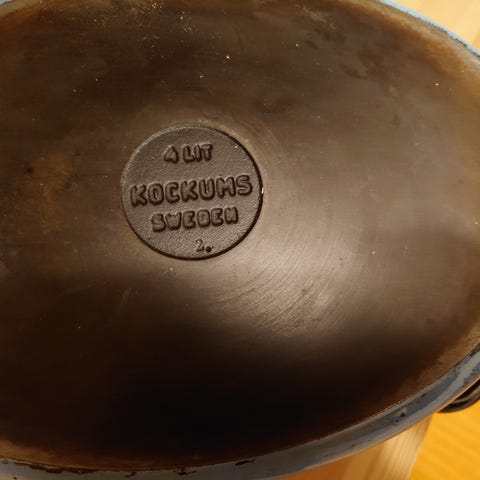 4 LIT
KOCKUMS
SWEDEN
2.